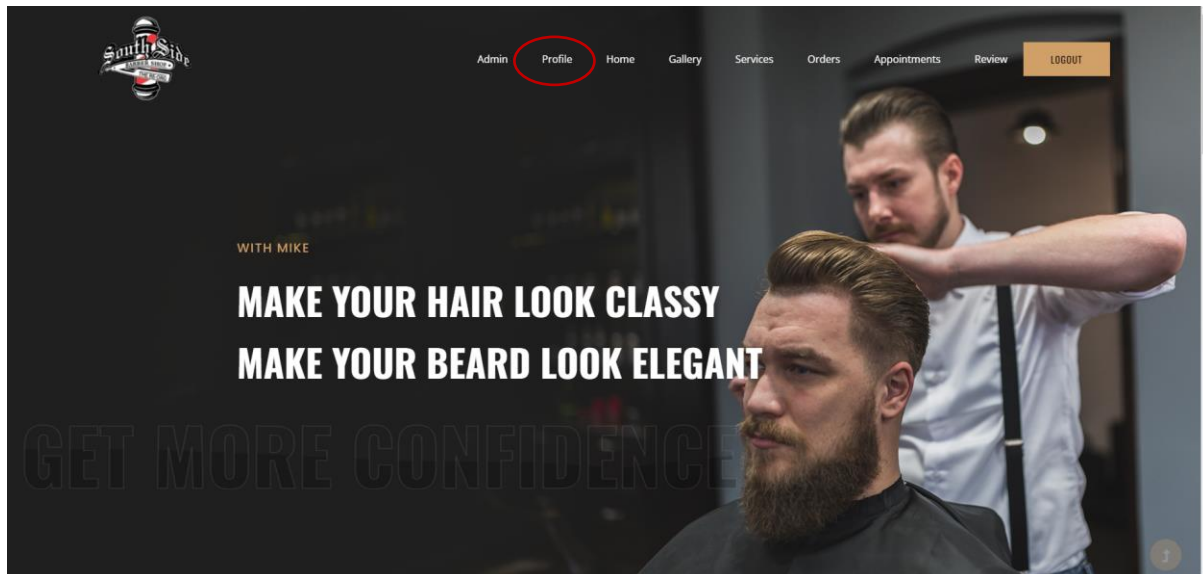 South Side
BARBER SHOP
Admin Profile Home Gallery Services Orders Appointments Review LOGOUT
WITH MIKE
MAKE YOUR HAIR LOOK CLASSY
MAKE YOUR BEARD LOOK ELEGANT
GET MORE CONFIDENCE